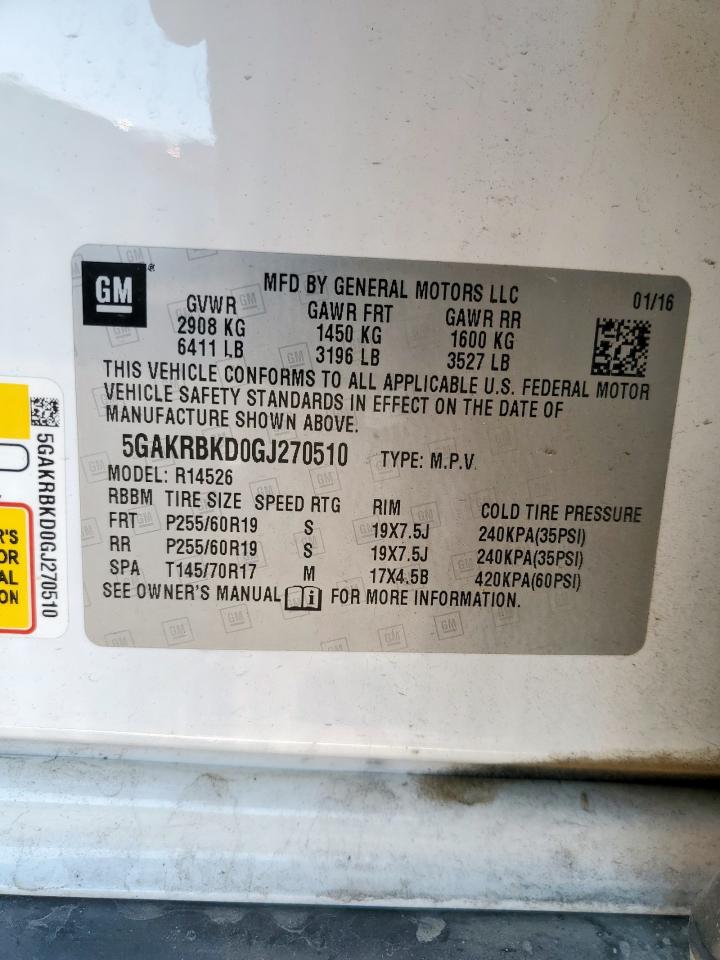 GM
MFD BY GENERAL MOTORS LLC 01/16
GVWR GAWR FRT GAWR RR
2908 KG 1450 KG 1600 KG
6411 LB 3196 LB 3527 LB
THIS VEHICLE CONFORMS TO ALL APPLICABLE U.S. FEDERAL MOTOR
VEHICLE SAFETY STANDARDS IN EFFECT ON THE DATE OF
MANUFACTURE SHOWN ABOVE.
5GAKRBKD0GJ270510 TYPE: M.P.V.
MODEL: R14526
RBBM TIRE SIZE SPEED RTG RIM COLD TIRE PRESSURE
FRT P255/60R19 S 19X7.5J 240KPA(35PSI)
RR P255/60R19 S 19X7.5J 240KPA(35PSI)
SPA T145/70R17 M 17X4.5B 420KPA(60PSI)
SEE OWNER'S MANUAL i FOR MORE INFORMATION.
5GAKRBKD0GJ270510
R'S
OR
AL
ON